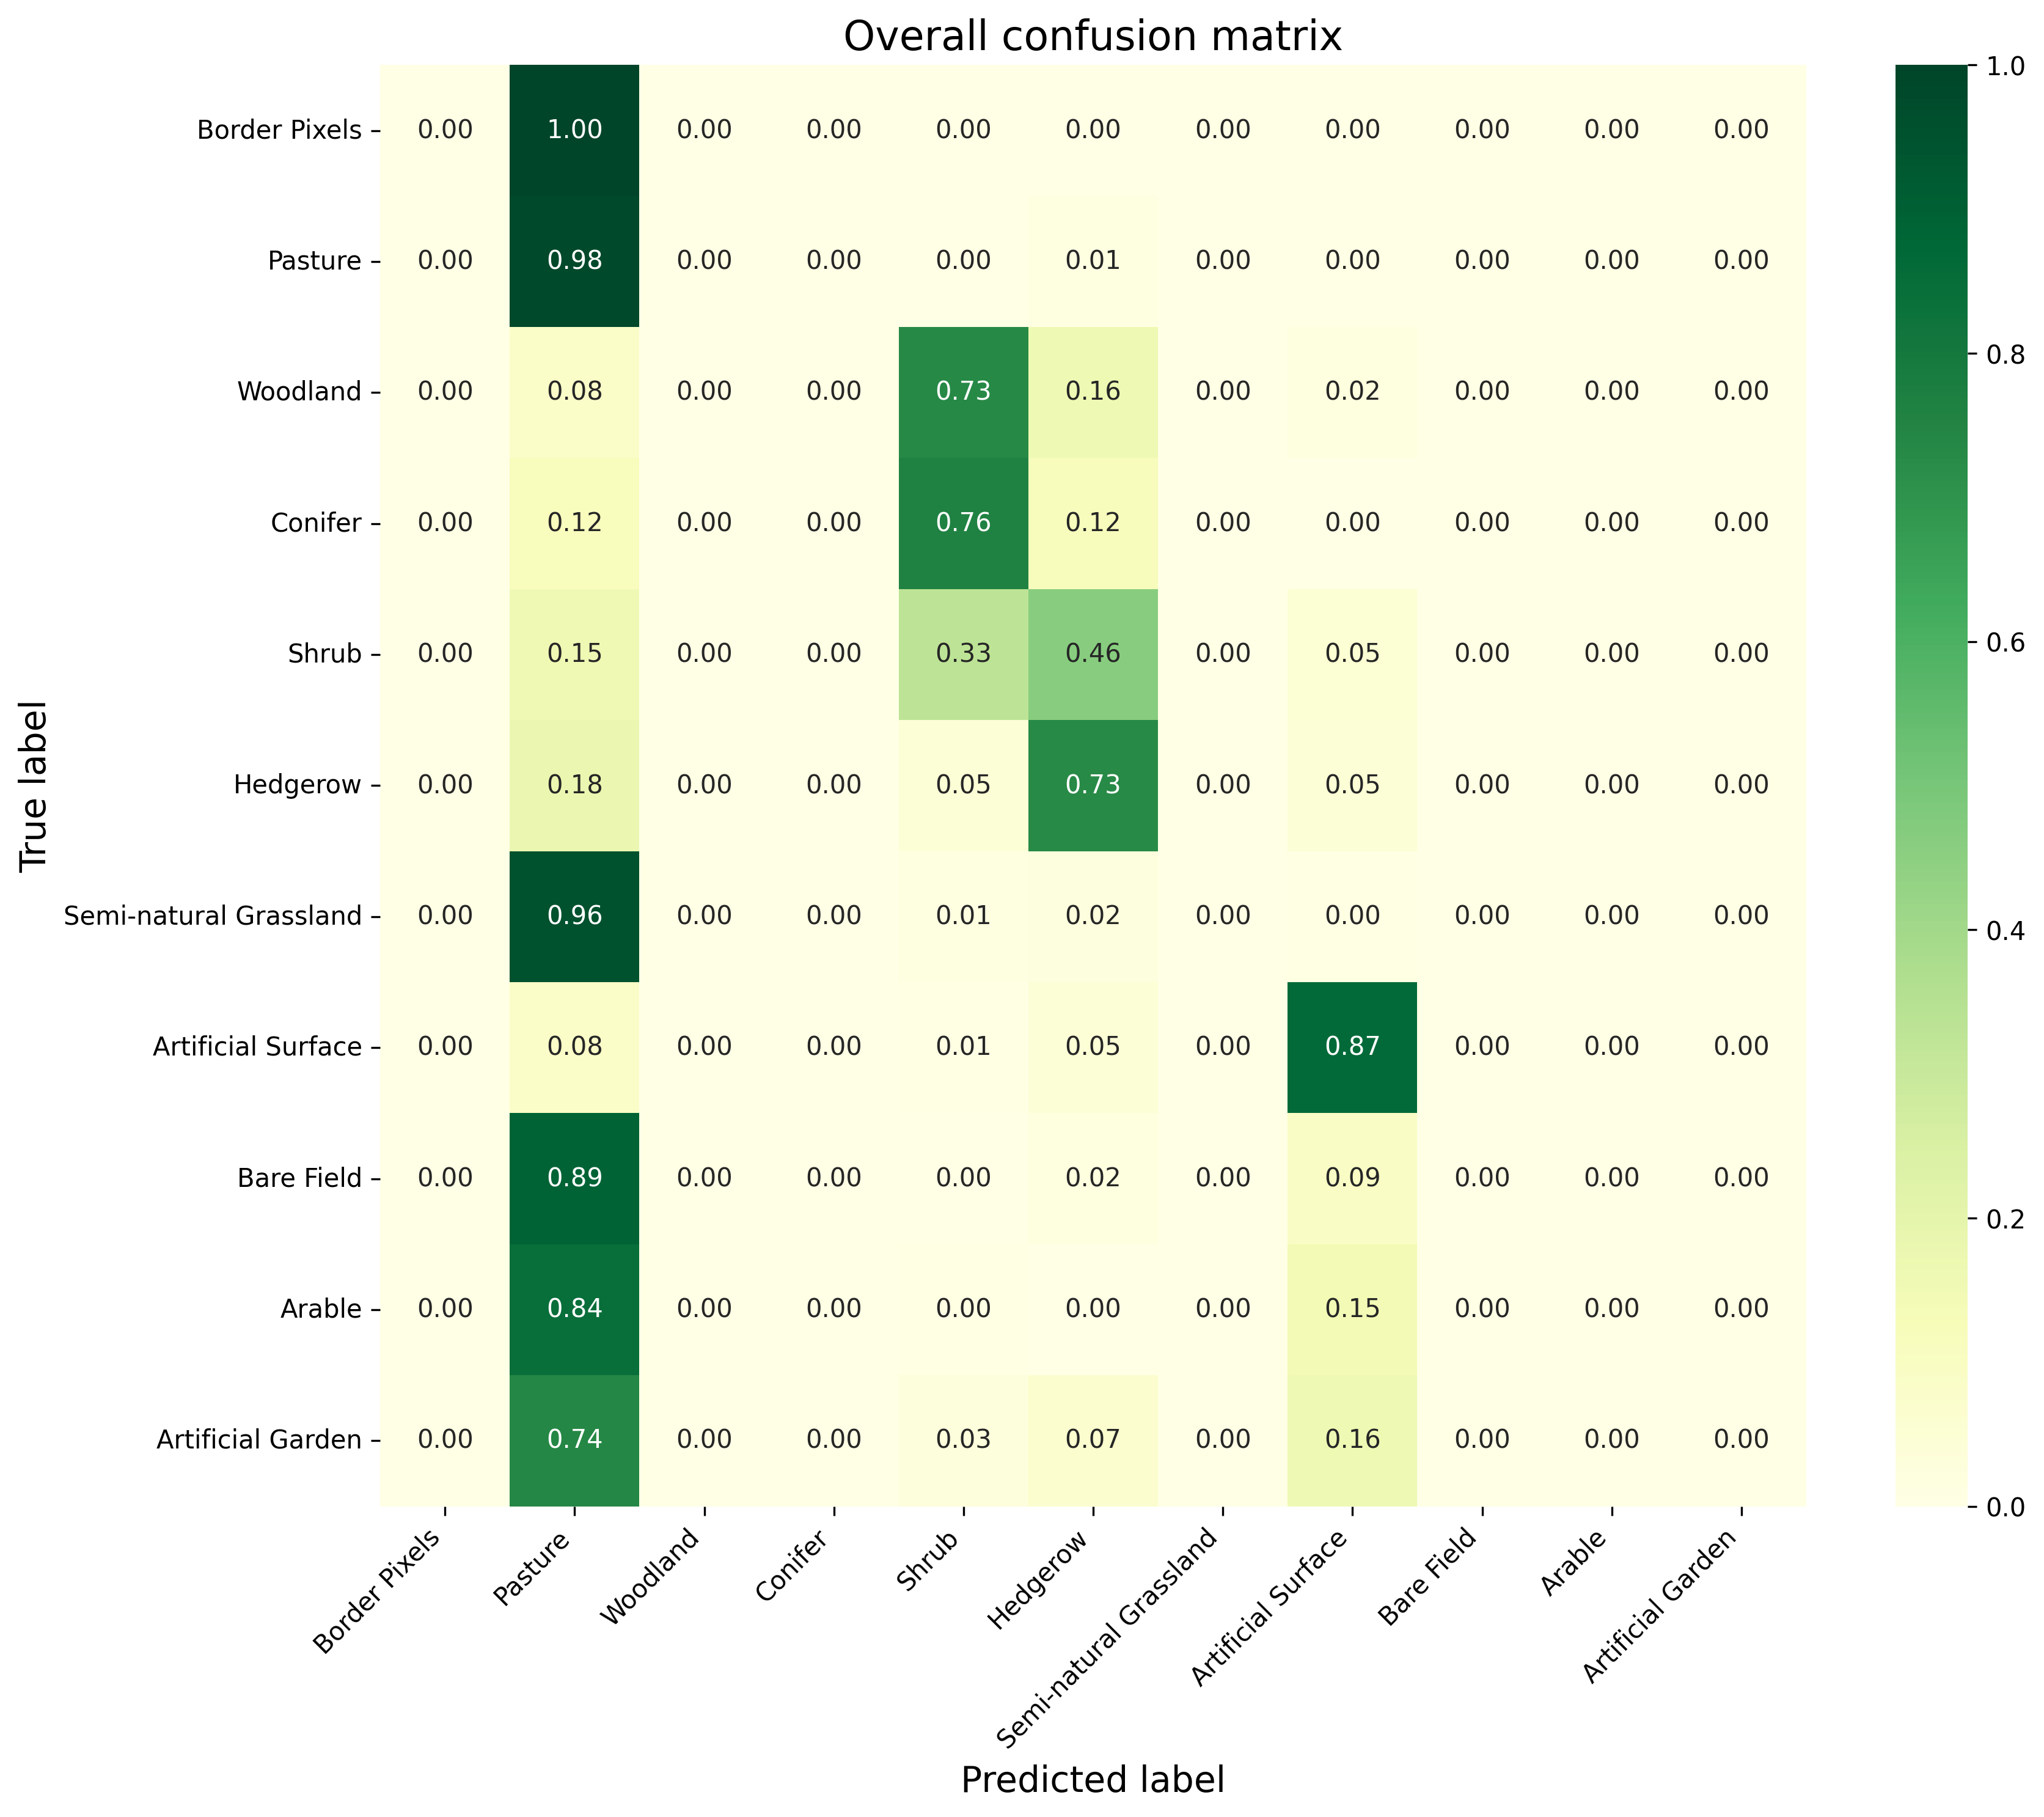 Overall confusion matrix
True label
Border Pixels 0.00 1.00 0.00 0.00 0.00 0.00 0.00 0.00 0.00 0.00 0.00
Pasture 0.00 0.98 0.00 0.00 0.00 0.01 0.00 0.00 0.00 0.00 0.00
Woodland 0.00 0.08 0.00 0.00 0.73 0.16 0.00 0.02 0.00 0.00 0.00
Conifer 0.00 0.12 0.00 0.00 0.76 0.12 0.00 0.00 0.00 0.00 0.00
Shrub 0.00 0.15 0.00 0.00 0.33 0.46 0.00 0.05 0.00 0.00 0.00
Hedgerow 0.00 0.18 0.00 0.00 0.05 0.73 0.00 0.05 0.00 0.00 0.00
Semi-natural Grassland 0.00 0.96 0.00 0.00 0.01 0.02 0.00 0.00 0.00 0.00 0.00
Artificial Surface 0.00 0.08 0.00 0.00 0.01 0.05 0.00 0.87 0.00 0.00 0.00
Bare Field 0.00 0.89 0.00 0.00 0.00 0.02 0.00 0.09 0.00 0.00 0.00
Arable 0.00 0.84 0.00 0.00 0.00 0.00 0.00 0.15 0.00 0.00 0.00
Artificial Garden 0.00 0.74 0.00 0.00 0.03 0.07 0.00 0.16 0.00 0.00 0.00
Border Pixels
Pasture
Woodland
Conifer
Shrub
Hedgerow
Semi-natural Grassland
Artificial Surface
Bare Field
Arable
Artificial Garden
Predicted label
1.0
0.8
0.6
0.4
0.2
0.0